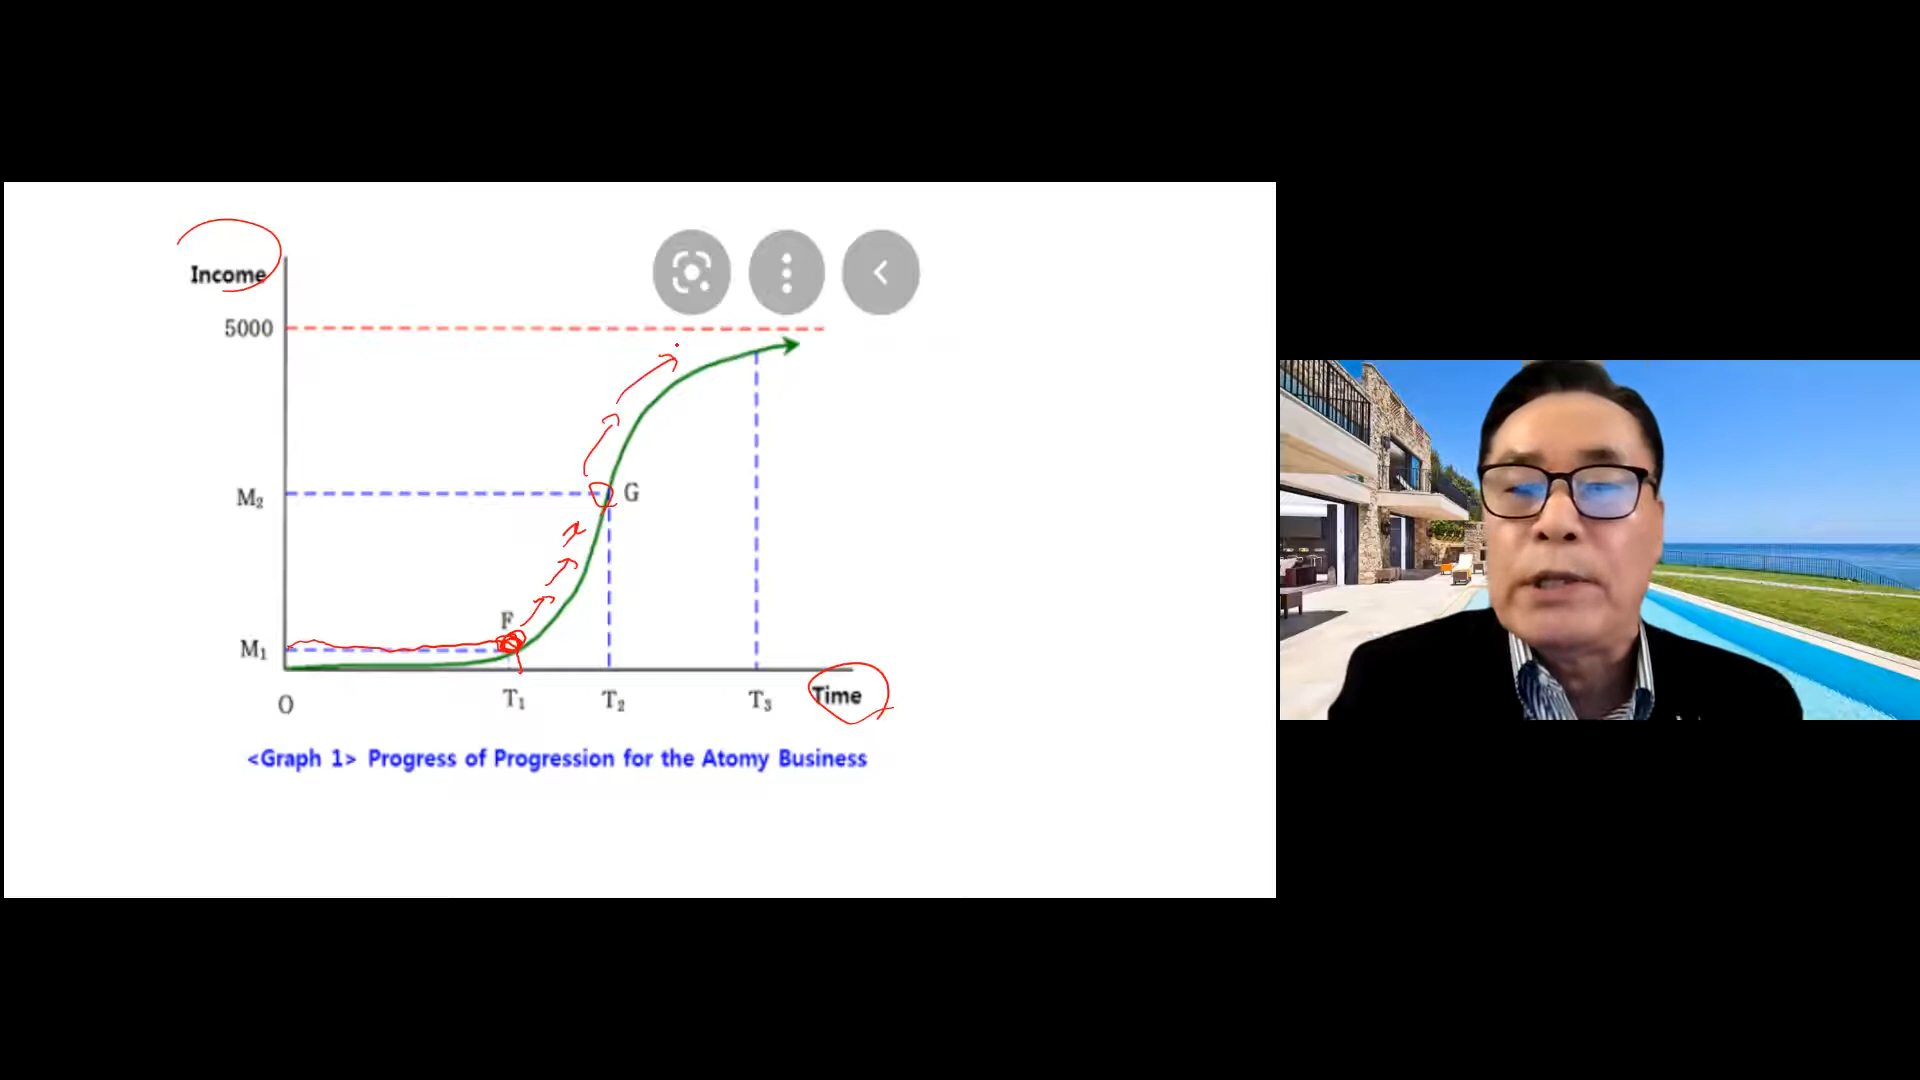 Income
5000
M₂
G
F
M₁
O
T₁
T₂
T₃
Time
<Graph 1> Progress of Progression for the Atomy Business